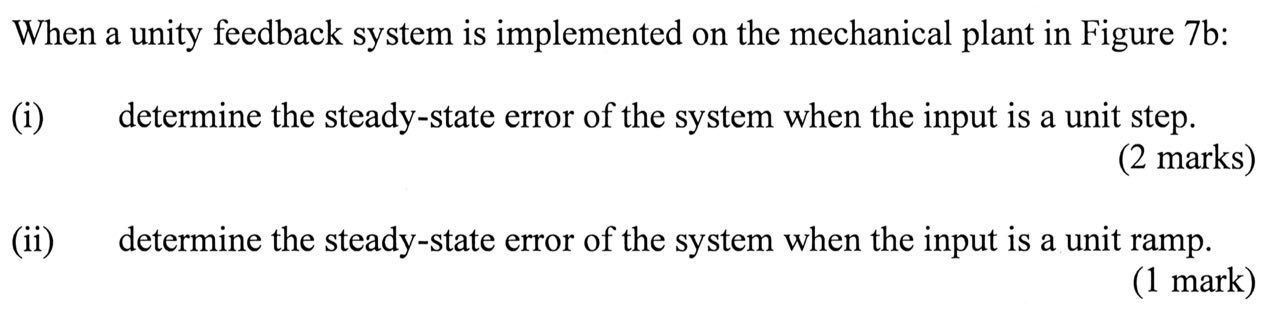 When a unity feedback system is implemented on the mechanical plant in Figure 7b:
(i) determine the steady-state error of the system when the input is a unit step.
(2 marks)
(ii) determine the steady-state error of the system when the input is a unit ramp.
(1 mark)